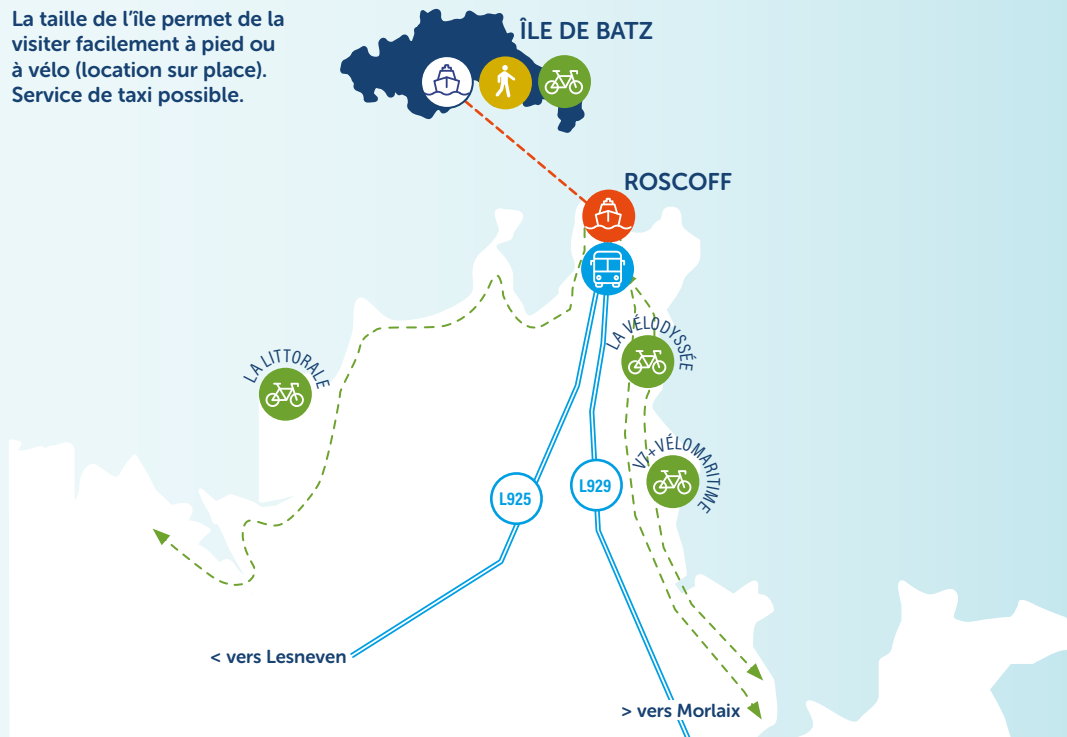 La taille de l'île permet de la
visiter facilement à pied ou
à vélo (location sur place).
Service de taxi possible.
ÎLE DE BATZ
ROSCOFF
LA VÉLODYSSÉE
LA LITTORALE
V7+VÉLOMARITIME
L925
L929
< vers Lesneven
> vers Morlaix